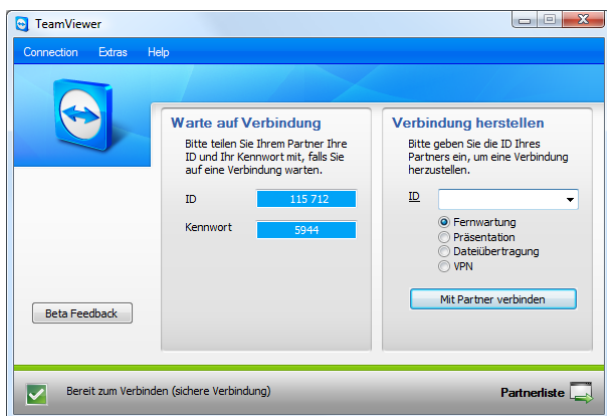 TeamViewer
Connection Extras Help
Warte auf Verbindung
Bitte teilen Sie Ihrem Partner Ihre
ID und Ihr Kennwort mit, falls Sie
auf eine Verbindung warten.
ID 115 712
Kennwort 5944
Verbindung herstellen
Bitte geben Sie die ID Ihres
Partners ein, um eine Verbindung
herzustellen.
ID
Fernwartung
Präsentation
Dateiübertragung
VPN
Mit Partner verbinden
Beta Feedback
Bereit zum Verbinden (sichere Verbindung)
Partnerliste